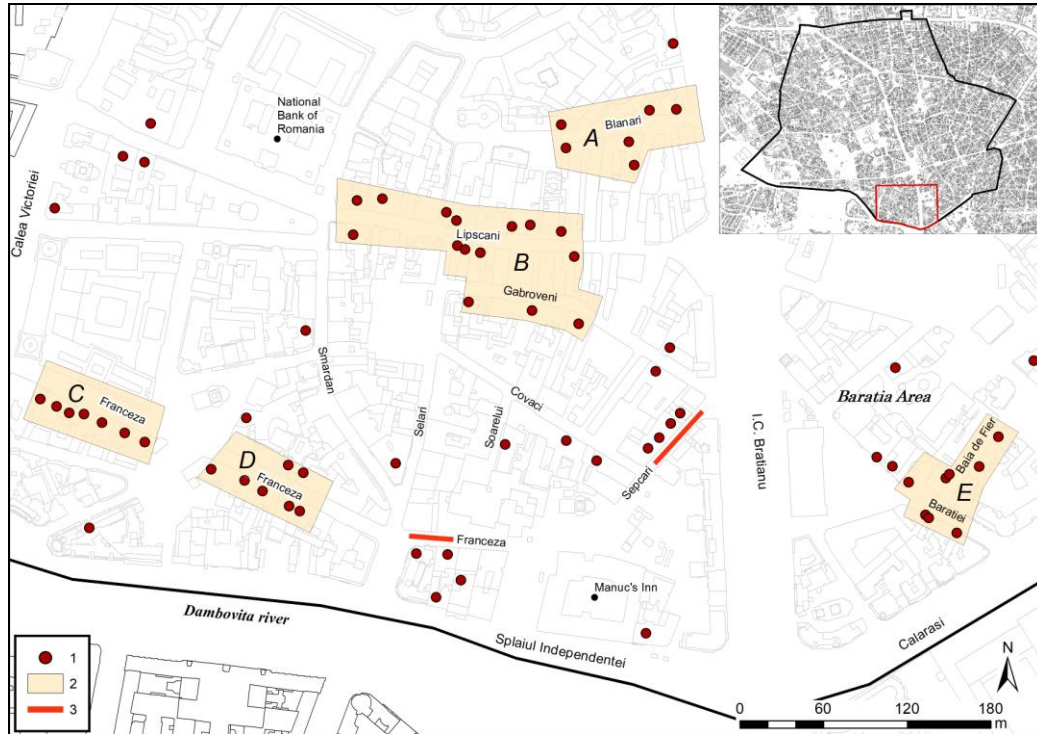 National
Bank of
Romania
Blanari
A
Calea Victoriei
Lipscani
B
Gabroveni
Smardan
C
Franceza
Covaci
Selari
Soarelui
Baratia Area
I.C. Bratianu
Baia de Fier
D
Franceza
Sepcari
E
Baratiei
Franceza
Manuc's Inn
Dambovita river
Splaiul Independentei
Calarasi
N
1
2
3
0 60 120 180
m